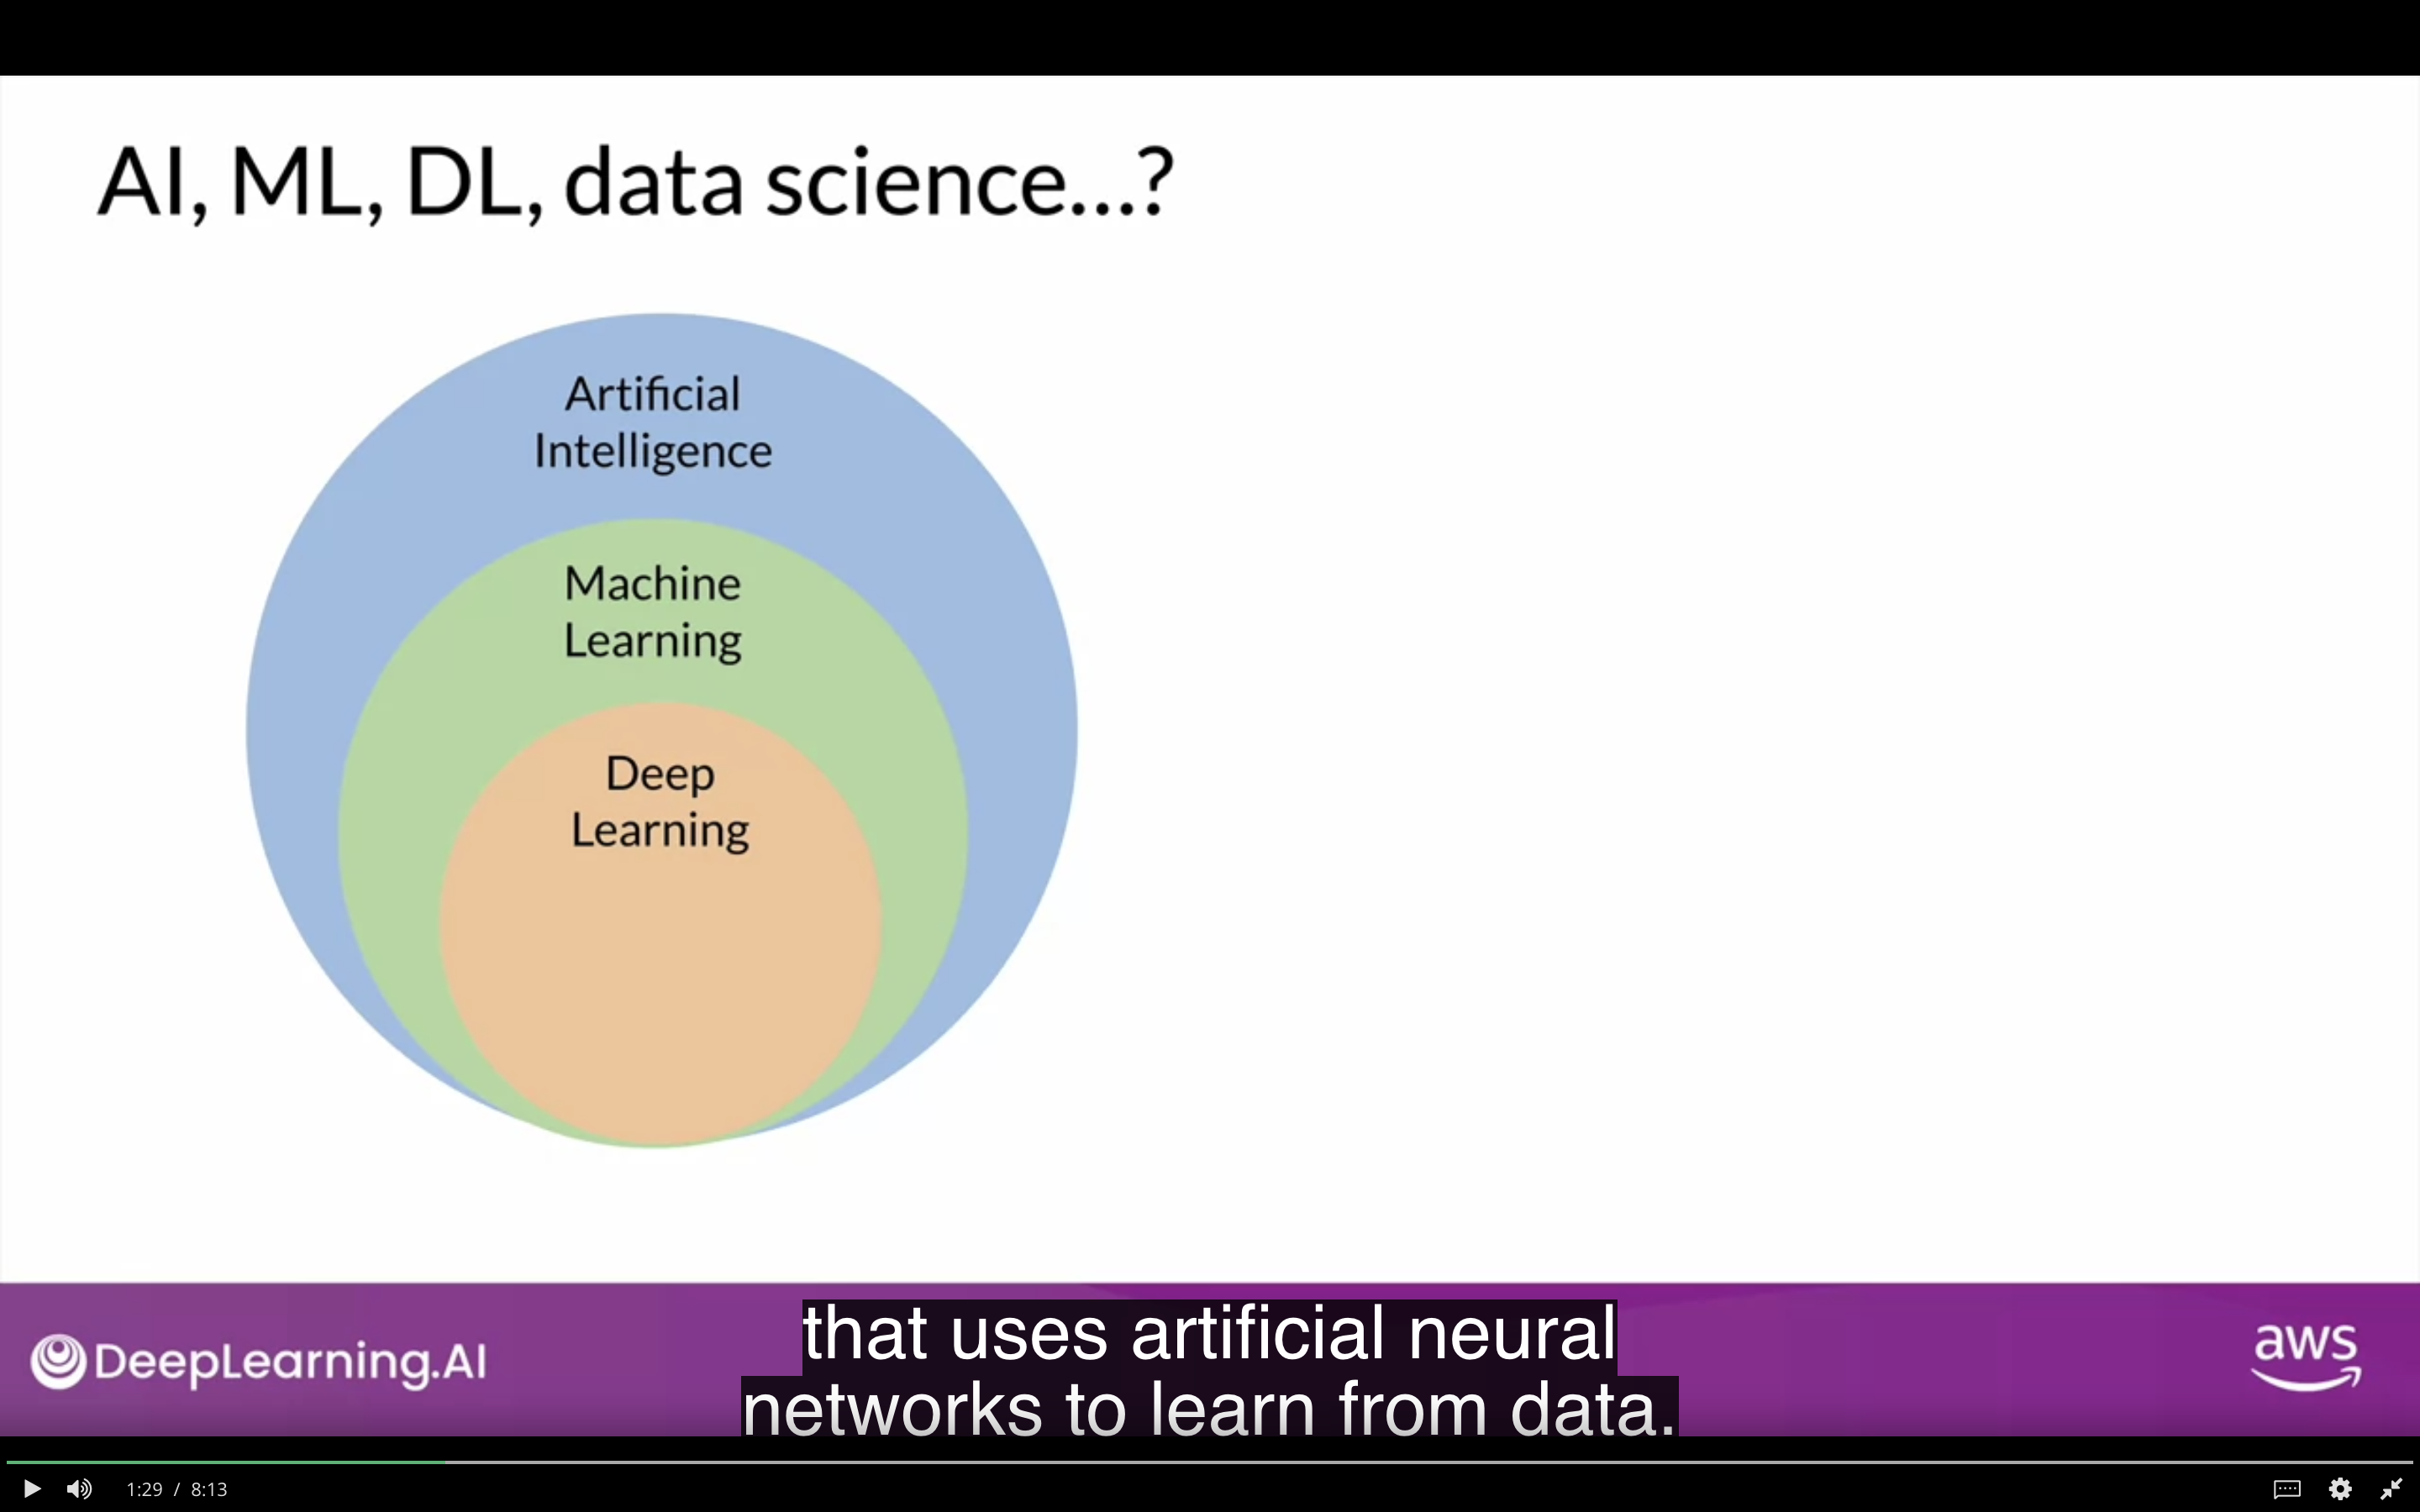 AI, ML, DL, data science...?
Artificial
Intelligence
Machine
Learning
Deep
Learning
DeepLearning.AI
that uses artificial neural
networks to learn from data.
aws
1:29 / 8:13